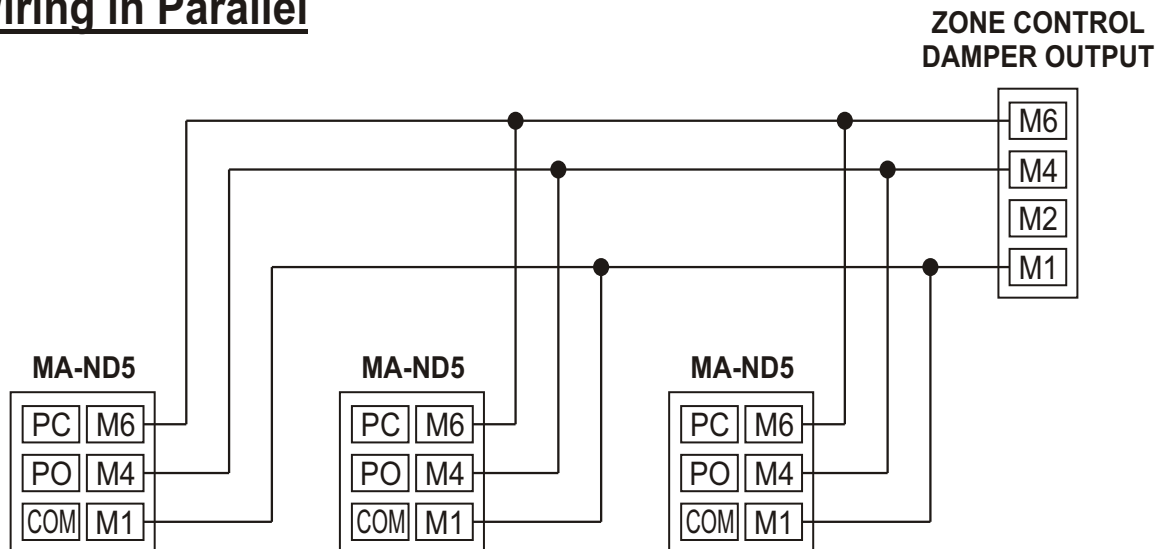 in Parallel
ZONE CONTROL
DAMPER OUTPUT
M6
M4
M2
M1
MA-ND5 MA-ND5 MA-ND5
PC M6 PC M6 PC M6
PO M4 PO M4 PO M4
COM M1 COM M1 COM M1